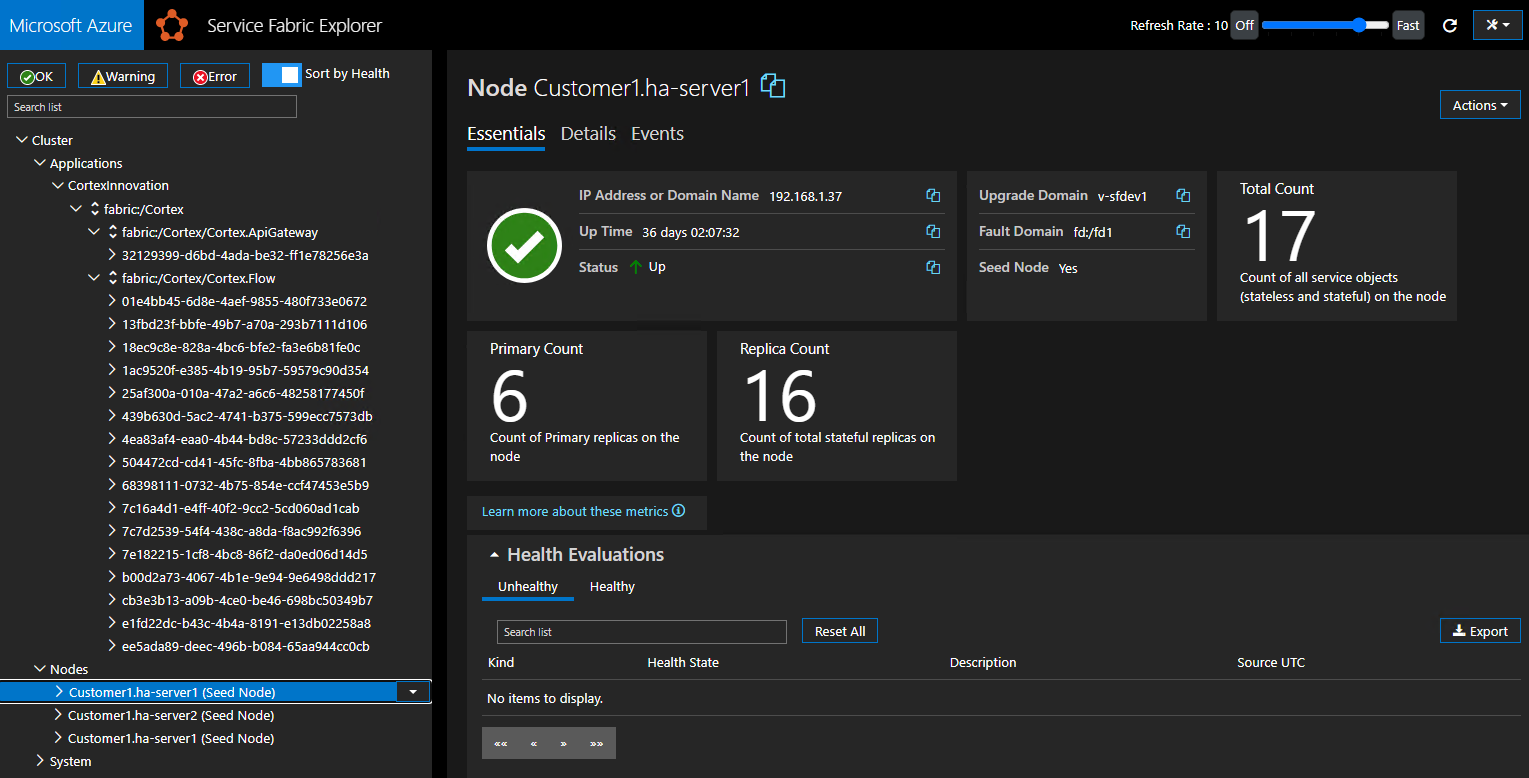 Microsoft Azure
Service Fabric Explorer
Refresh Rate : 10 Off Fast
OK Warning Error Sort by Health
Search list
Cluster
Applications
CortexInnovation
fabric:/Cortex
fabric:/Cortex/Cortex.ApiGateway
32129399-d6bd-4ada-be32-ff1e78256e3a
fabric:/Cortex/Cortex.Flow
01e4bb45-6d8e-4aef-9855-480f733e0672
13fbd23f-bbfe-49b7-a70a-293b7111d106
18ec9c8e-828a-4bc6-bfe2-fa3e6b81fe0c
1ac9520f-e385-4b19-95b7-59579c90d354
25af300a-010a-47a2-a6c6-48258177450f
439b630d-5ac2-4741-b375-599ecc7573db
4ea83af4-eaa0-4b44-bd8c-57233ddd2cf6
504472cd-cd41-45fc-8fba-4bb865783681
68398111-0732-4b75-854e-ccf47453e5b9
7c16a4d1-e4ff-40f2-9cc2-5cd060ad1cab
7c7d2539-54f4-438c-a8da-f8ac992f6396
7e182215-1cf8-4bc8-86f2-da0ed06d14d5
b00d2a73-4067-4b1e-9e94-9e6498ddd217
cb3e3b13-a09b-4ce0-be46-698bc50349b7
e1fd22dc-b43c-4b4a-8191-e13db02258a8
ee5ada89-deec-496b-b084-65aa944cc0cb
Nodes
Customer1.ha-server1 (Seed Node)
Customer1.ha-server2 (Seed Node)
Customer1.ha-server1 (Seed Node)
System
Node Customer1.ha-server1
Actions
Essentials Details Events
IP Address or Domain Name 192.168.1.37
Up Time 36 days 02:07:32
Status Up
Upgrade Domain v-sfdev1
Fault Domain fd:/fd1
Seed Node Yes
Total Count
17
Count of all service objects
(stateless and stateful) on the node
Primary Count
6
Count of Primary replicas on the
node
Replica Count
16
Count of total stateful replicas on
the node
Learn more about these metrics
Health Evaluations
Unhealthy Healthy
Search list Reset All Export
Kind Health State Description Source UTC
No items to display.
«« « » »»